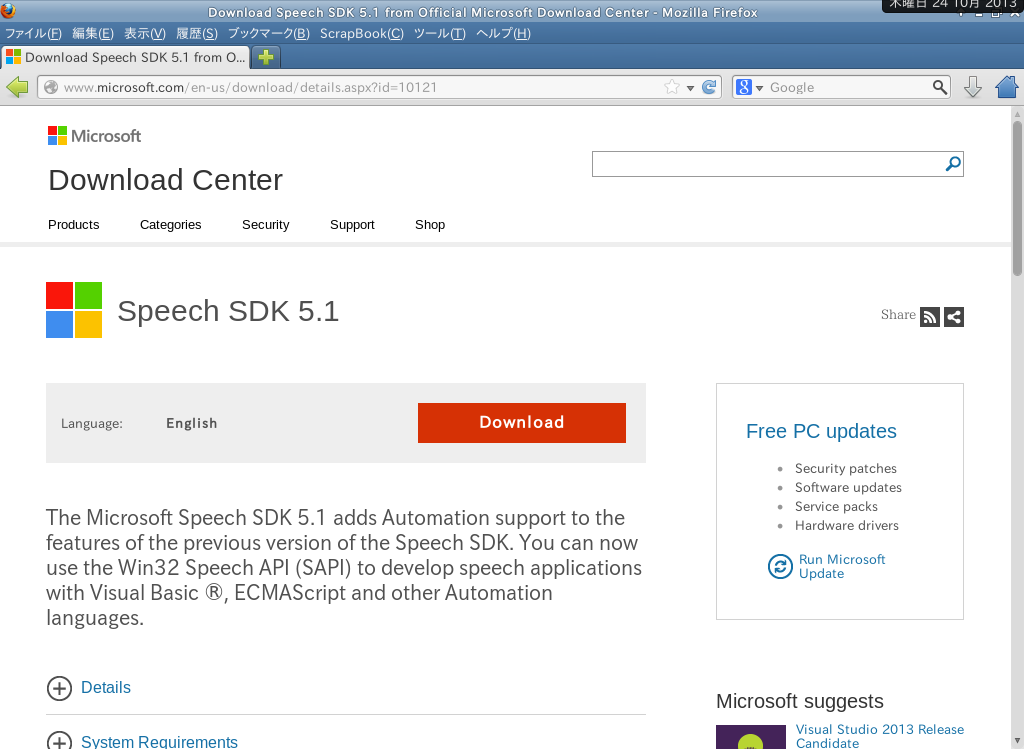 Download Speech SDK 5.1 from Official Microsoft Download Center - Mozilla Firefox
木曜日 24 10月 2013
ファイル(F) 編集(E) 表示(V) 履歴(S) ブックマーク(B) ScrapBook(C) ツール(T) ヘルプ(H)
Download Speech SDK 5.1 from O...
www.microsoft.com/en-us/download/details.aspx?id=10121
8 Google
Microsoft
Download Center
Products Categories Security Support Shop
Speech SDK 5.1
Share
Language: English Download
Free PC updates
Security patches
Software updates
Service packs
Hardware drivers
Run Microsoft
Update
The Microsoft Speech SDK 5.1 adds Automation support to the
features of the previous version of the Speech SDK. You can now
use the Win32 Speech API (SAPI) to develop speech applications
with Visual Basic ®, ECMAScript and other Automation
languages.
Details
System Requirements
Microsoft suggests
Visual Studio 2013 Release
Candidate